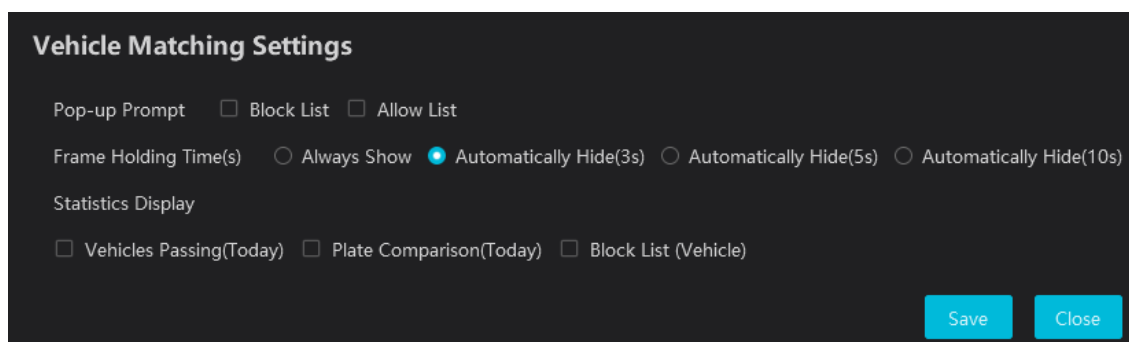 Vehicle Matching Settings
Pop-up Prompt Block List Allow List
Frame Holding Time(s) Always Show Automatically Hide(3s) Automatically Hide(5s) Automatically Hide(10s)
Statistics Display
Vehicles Passing(Today) Plate Comparison(Today) Block List (Vehicle)
Save Close